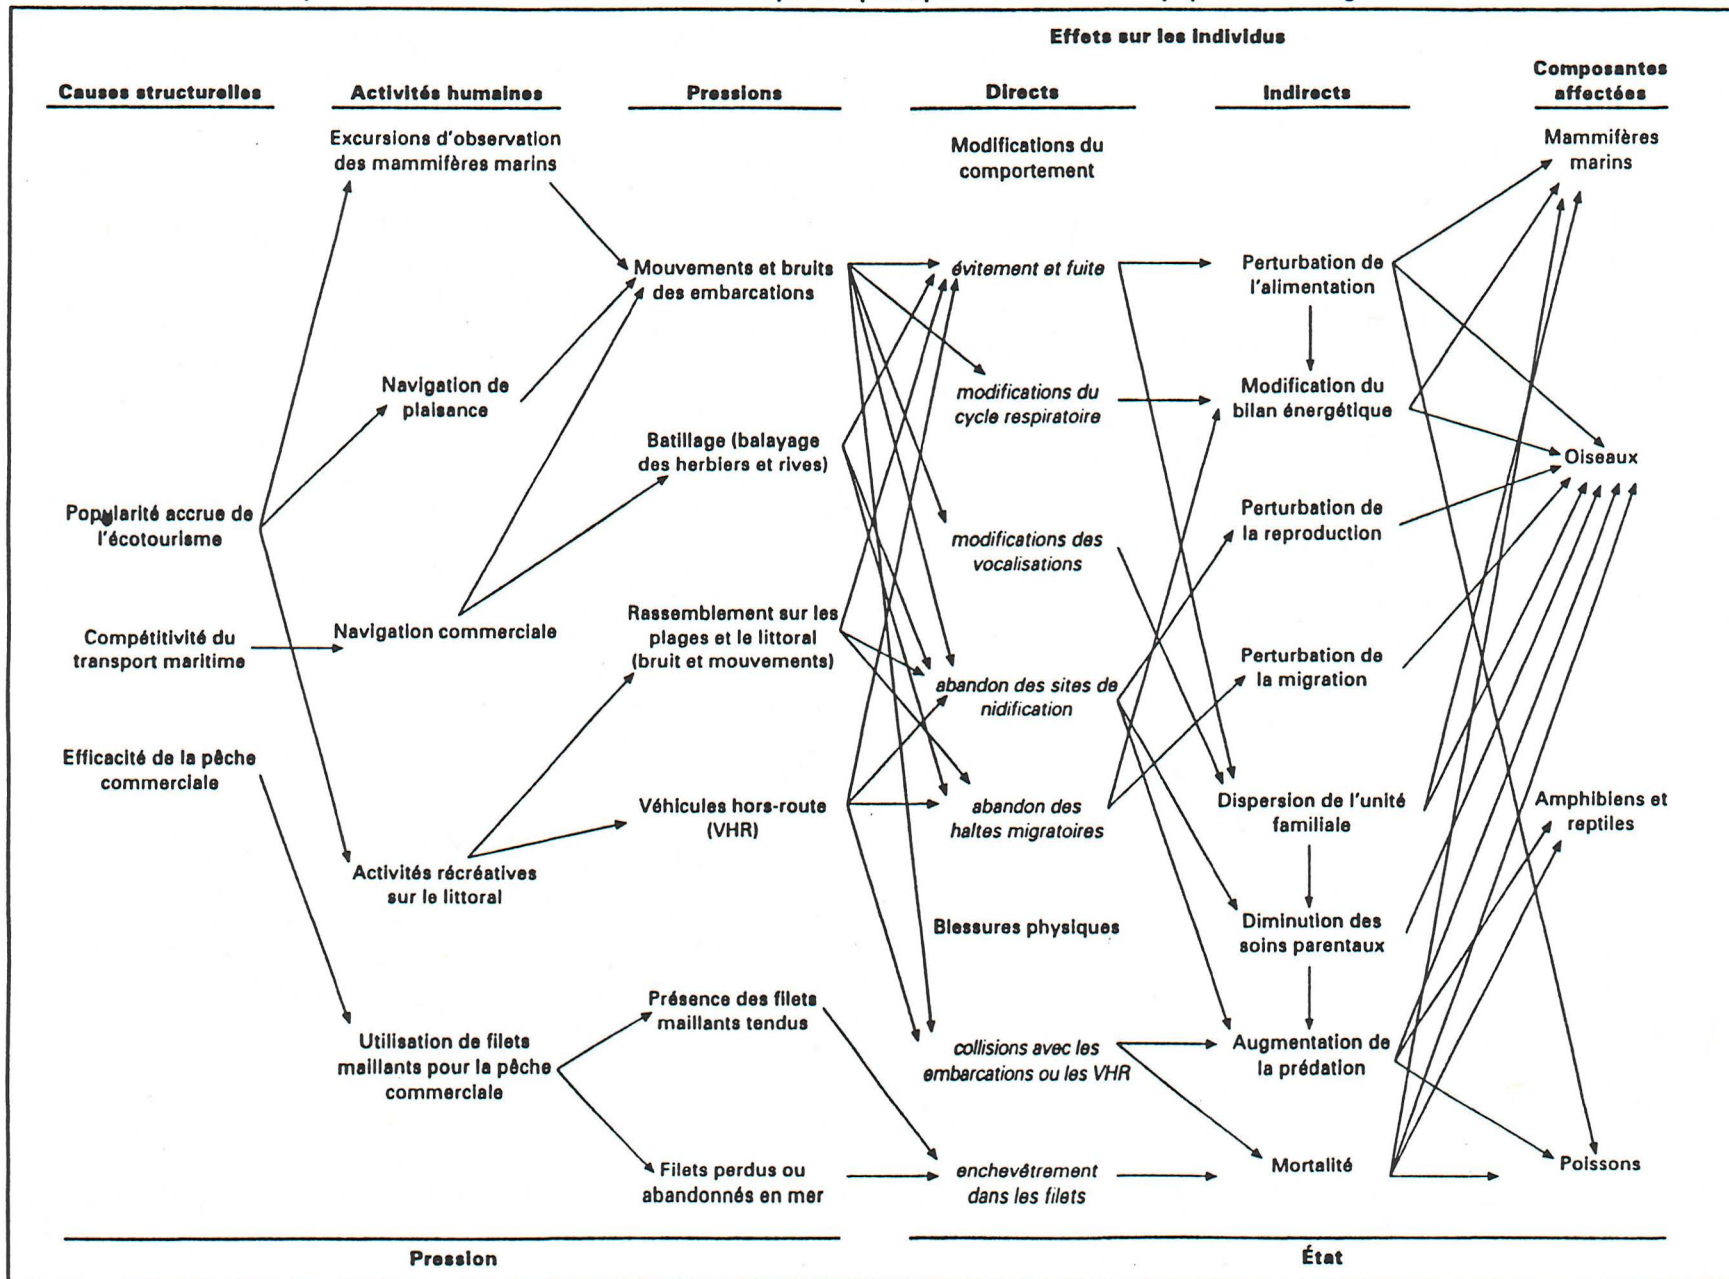 Effets sur les individus
Causes structurelles
Activités humaines
Pressions
Directs
Indirects
Composantes
affectées
Excursions d'observation
des mammifères marins
Navigation de
plaisance
Popularité accrue de
l'écotourisme
Compétitivité du
transport maritime
Navigation commerciale
Efficacité de la pêche
commerciale
Activités récréatives
sur le littoral
Utilisation de filets
maillants pour la pêche
commerciale
Mouvements et bruits
des embarcations
Batillage (balayage
des herbiers et rives)
Rassemblement sur les
plages et le littoral
(bruit et mouvements)
Véhicules hors-route
(VHR)
Présence des filets
maillants tendus
Filets perdus ou
abandonnés en mer
Modifications du
comportement
évitement et fuite
modifications du
cycle respiratoire
modifications des
vocalisations
abandon des sites de
nidification
abandon des
haltes migratoires
Blessures physiques
collisions avec les
embarcations ou les VHR
enchevêtrement
dans les filets
Perturbation de
l'alimentation
Modification du
bilan énergétique
Perturbation de
la reproduction
Perturbation de
la migration
Dispersion de l'unité
familiale
Diminution des
soins parentaux
Augmentation de
la prédation
Mortalité
Mammifères
marins
Oiseaux
Amphibiens et
reptiles
Poissons
Pression
État